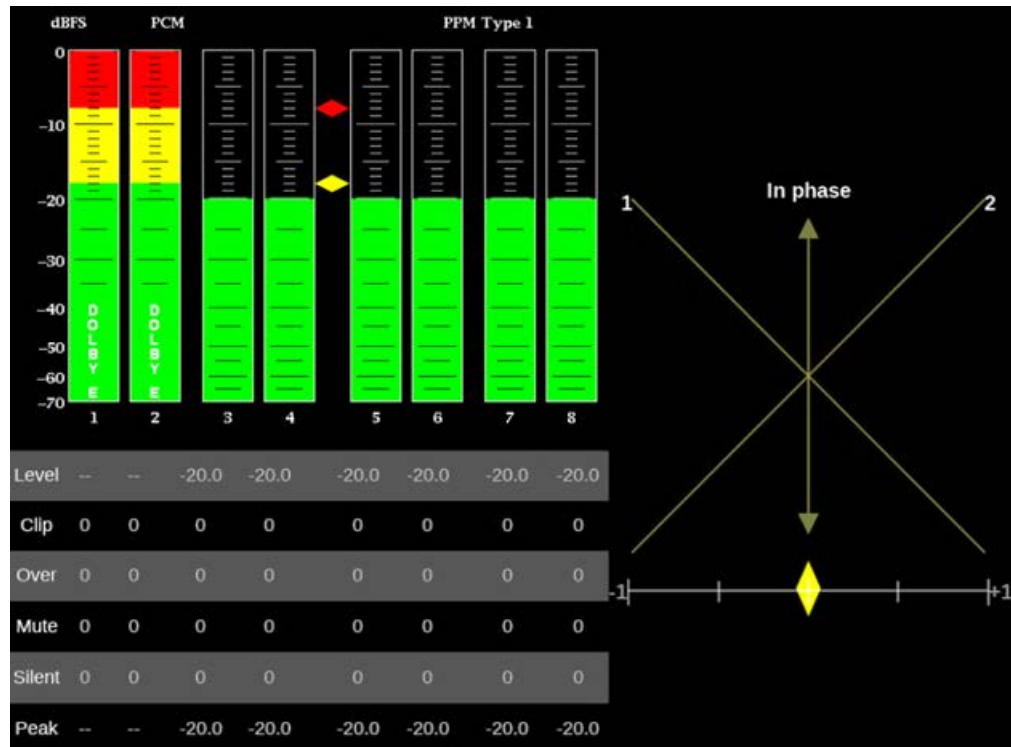 dBFS PCM PPM Type 1
0
-10
-20
-30
-40
-50
-60
-70
DOLBY E
DOLBY E
1 2 3 4 5 6 7 8
Level -- -- -20.0 -20.0 -20.0 -20.0 -20.0 -20.0
Clip 0 0 0 0 0 0 0 0
Over 0 0 0 0 0 0 0 0
Mute 0 0 0 0 0 0 0 0
Silent 0 0 0 0 0 0 0 0
Peak -- -- -20.0 -20.0 -20.0 -20.0 -20.0 -20.0
In phase
1 2
-1 +1